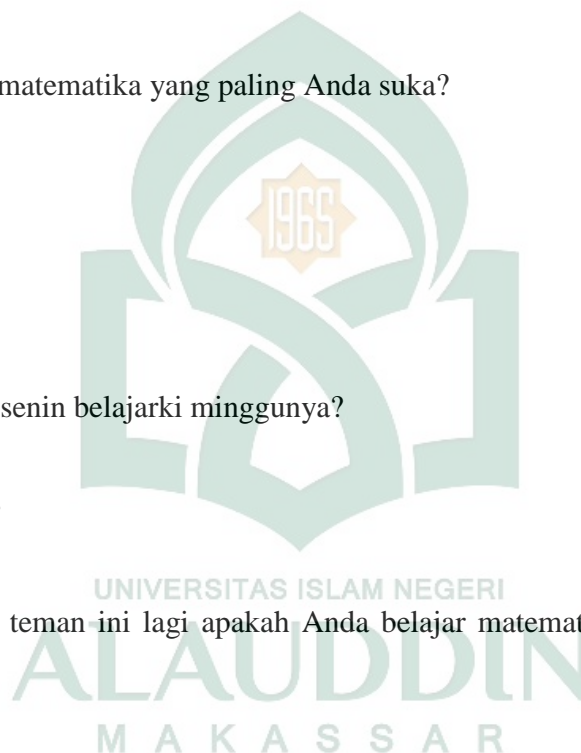 matematika yang paling Anda suka?
1965
senin belajarki minggunya?
UNIVERSITAS ISLAM NEGERI
teman ini lagi apakah Anda belajar matemat
ALAUDDIN
MAKASSAR